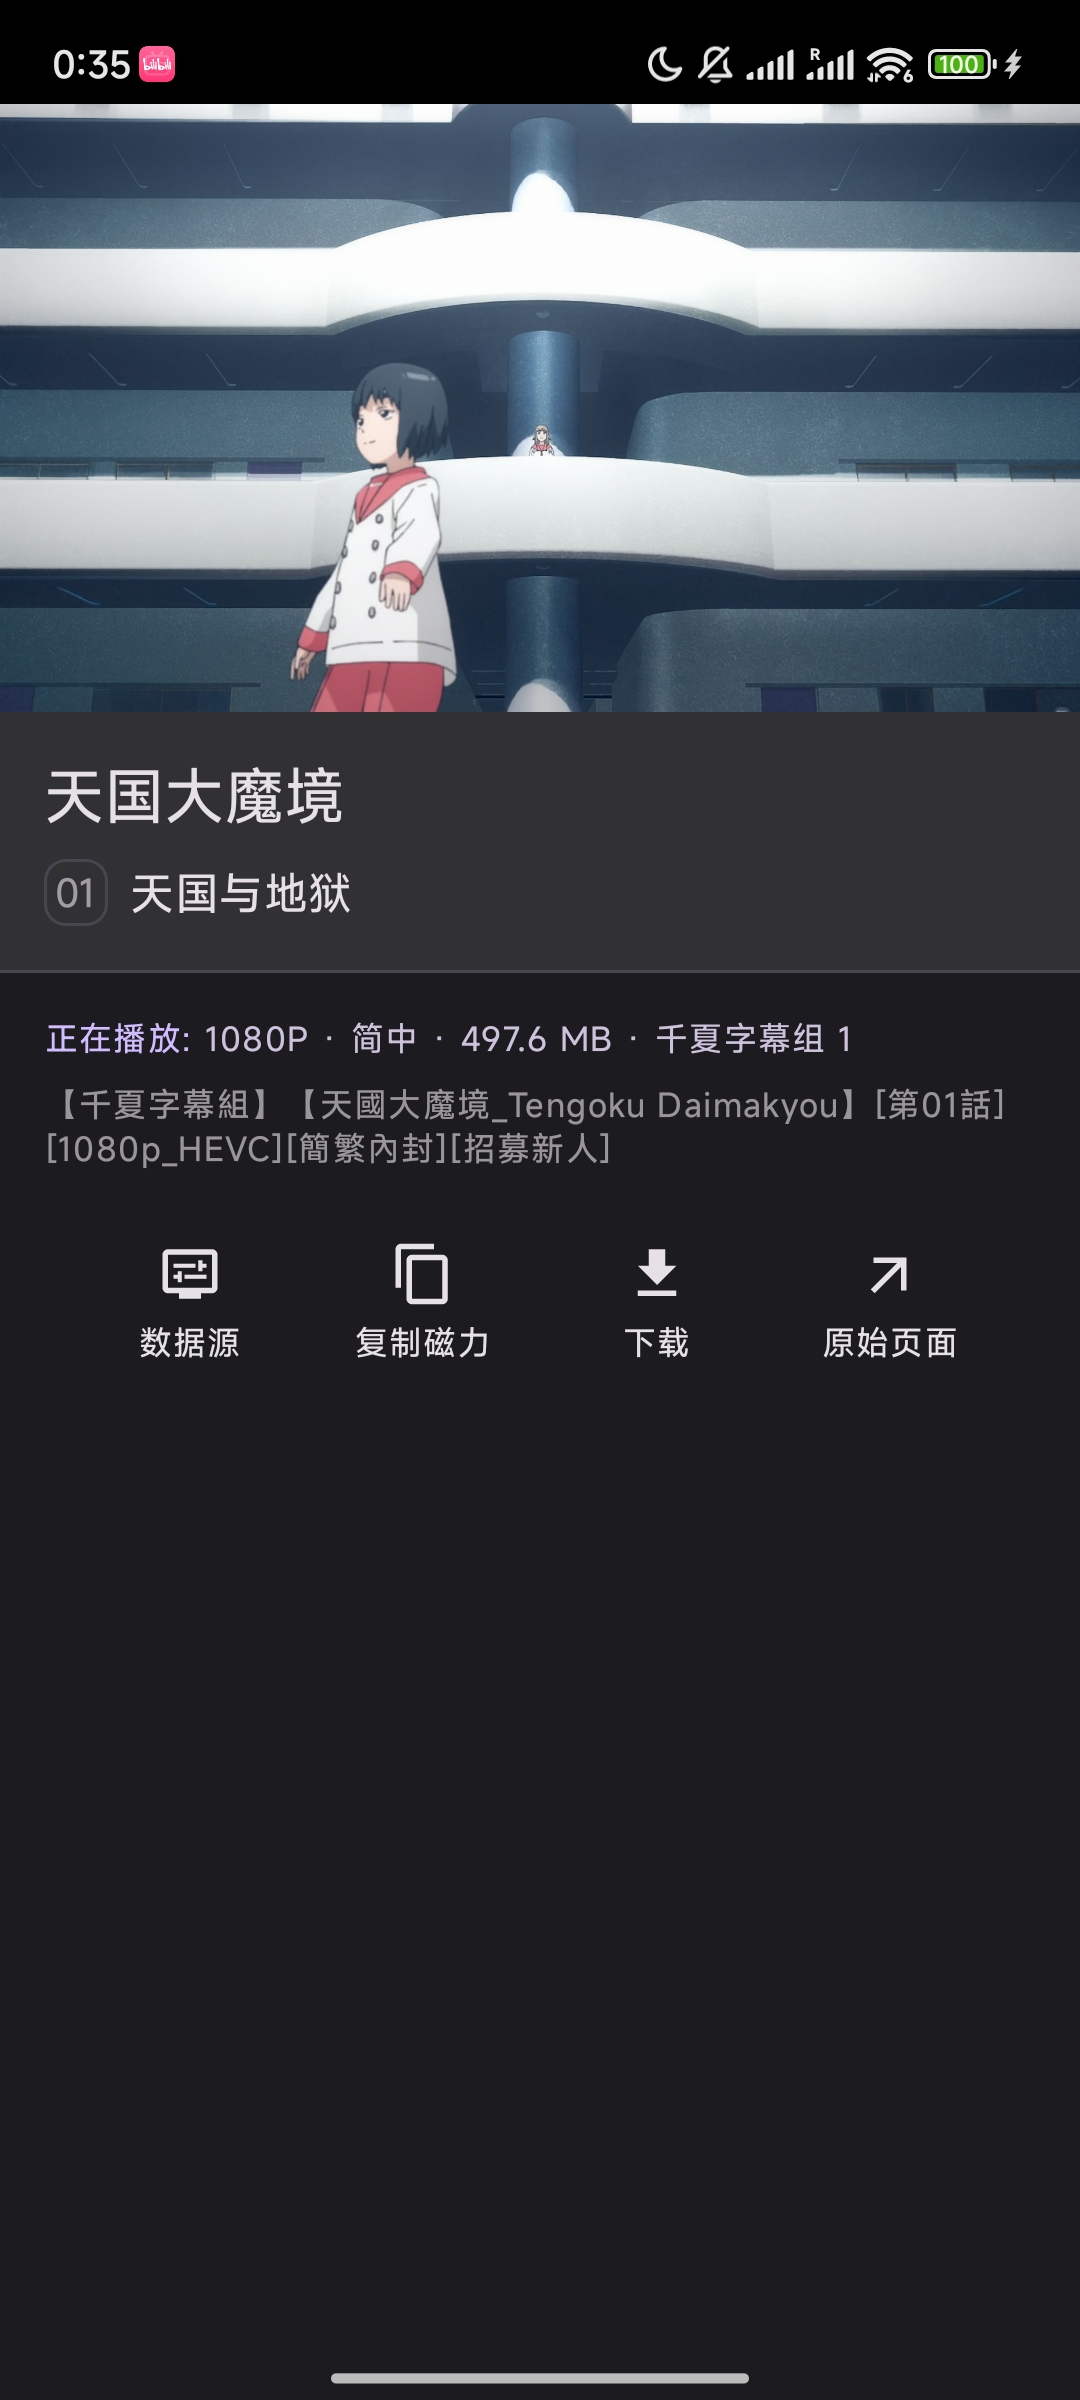 0:35 bilibili R 6 100
天国大魔境
01 天国与地狱
正在播放: 1080P · 简中 · 497.6 MB · 千夏字幕组 1
【千夏字幕組】【天國大魔境_Tengoku Daimakyou】[第01話]
[1080p_HEVC][簡繁內封][招募新人]
数据源 复制磁力 下载 原始页面